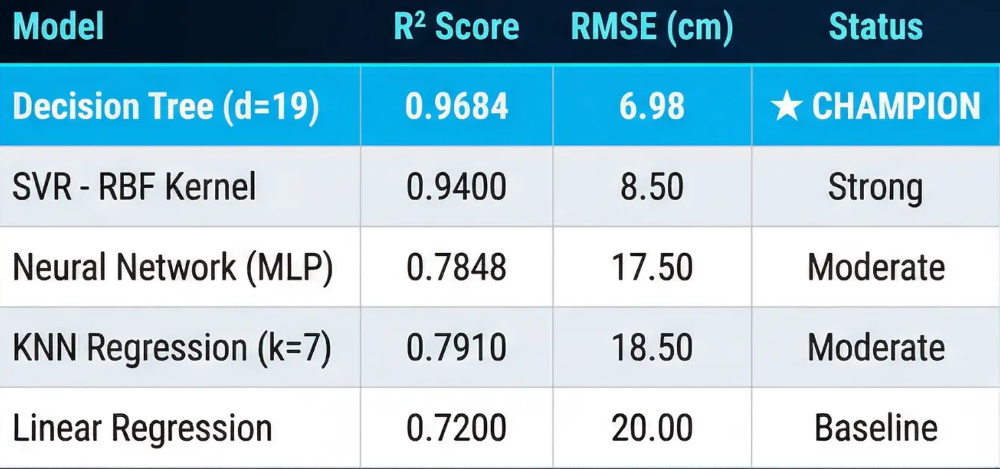 Model R² Score RMSE (cm) Status
Decision Tree (d=19) 0.9684 6.98 ★ CHAMPION
SVR - RBF Kernel 0.9400 8.50 Strong
Neural Network (MLP) 0.7848 17.50 Moderate
KNN Regression (k=7) 0.7910 18.50 Moderate
Linear Regression 0.7200 20.00 Baseline